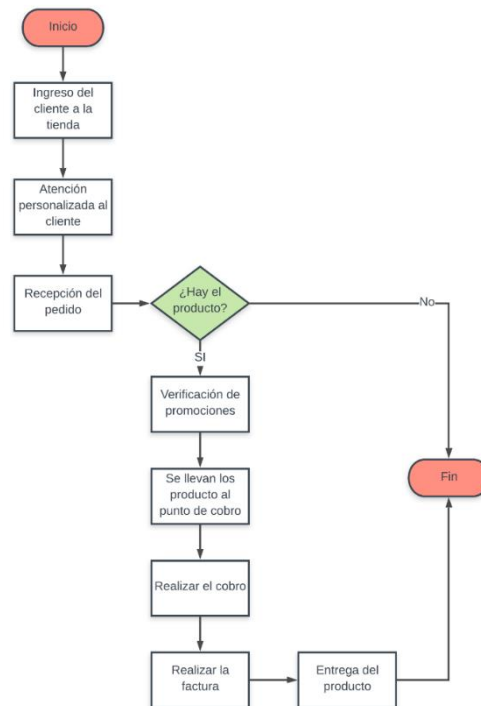 Inicio
Ingreso del
cliente a la
tienda
Atención
personalizada al
cliente
Recepción del
pedido
¿Hay el
producto?
No
SI
Verificación de
promociones
Se llevan los
producto al
punto de cobro
Fin
Realizar el cobro
Realizar la
factura
Entrega del
producto